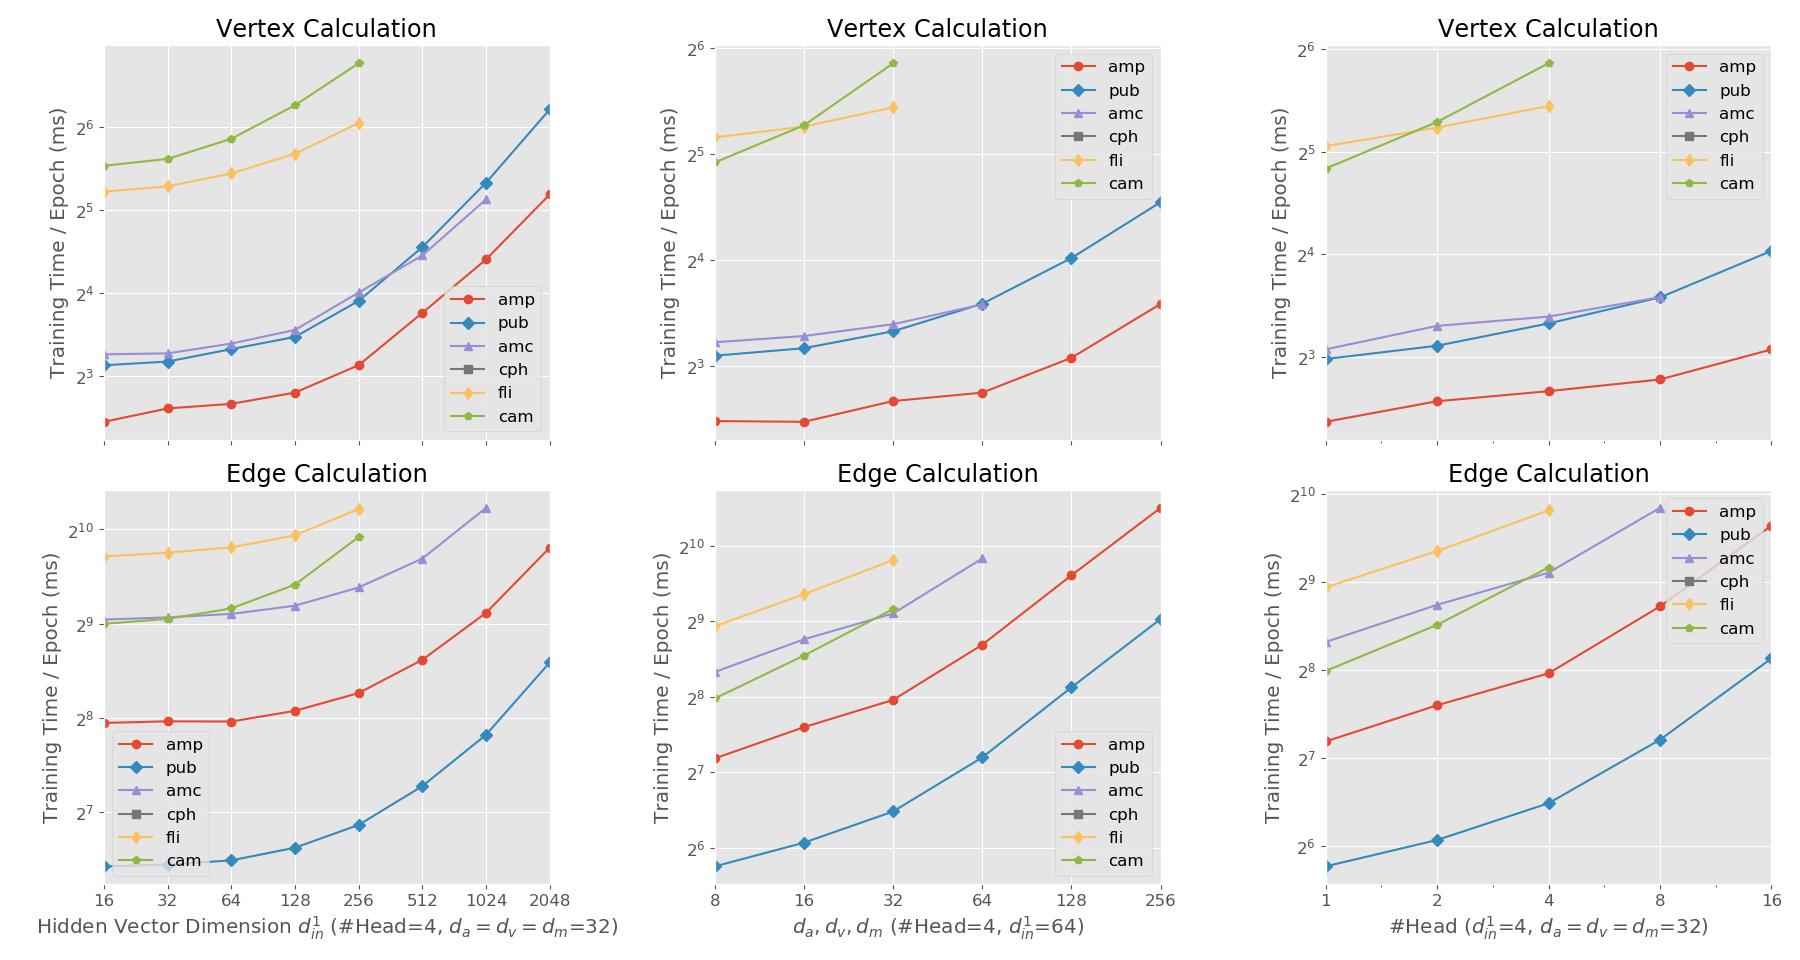 Vertex Calculation
Training Time / Epoch (ms)
2^6
2^5
2^4
2^3
amp
pub
amc
cph
fli
cam
Vertex Calculation
Training Time / Epoch (ms)
2^6
2^5
2^4
2^3
amp
pub
amc
cph
fli
cam
Vertex Calculation
Training Time / Epoch (ms)
2^6
2^5
2^4
2^3
amp
pub
amc
cph
fli
cam
Edge Calculation
Training Time / Epoch (ms)
2^10
2^9
2^8
2^7
amp
pub
amc
cph
fli
cam
16 32 64 128 256 512 1024 2048
Hidden Vector Dimension d_in^1 (#Head=4, d_a = d_v = d_m=32)
Edge Calculation
Training Time / Epoch (ms)
2^10
2^9
2^8
2^7
2^6
amp
pub
amc
cph
fli
cam
8 16 32 64 128 256
d_a, d_v, d_m (#Head=4, d_in^1=64)
Edge Calculation
Training Time / Epoch (ms)
2^10
2^9
2^8
2^7
2^6
amp
pub
amc
cph
fli
cam
1 2 4 8 16
#Head (d_in^1=4, d_a = d_v = d_m=32)